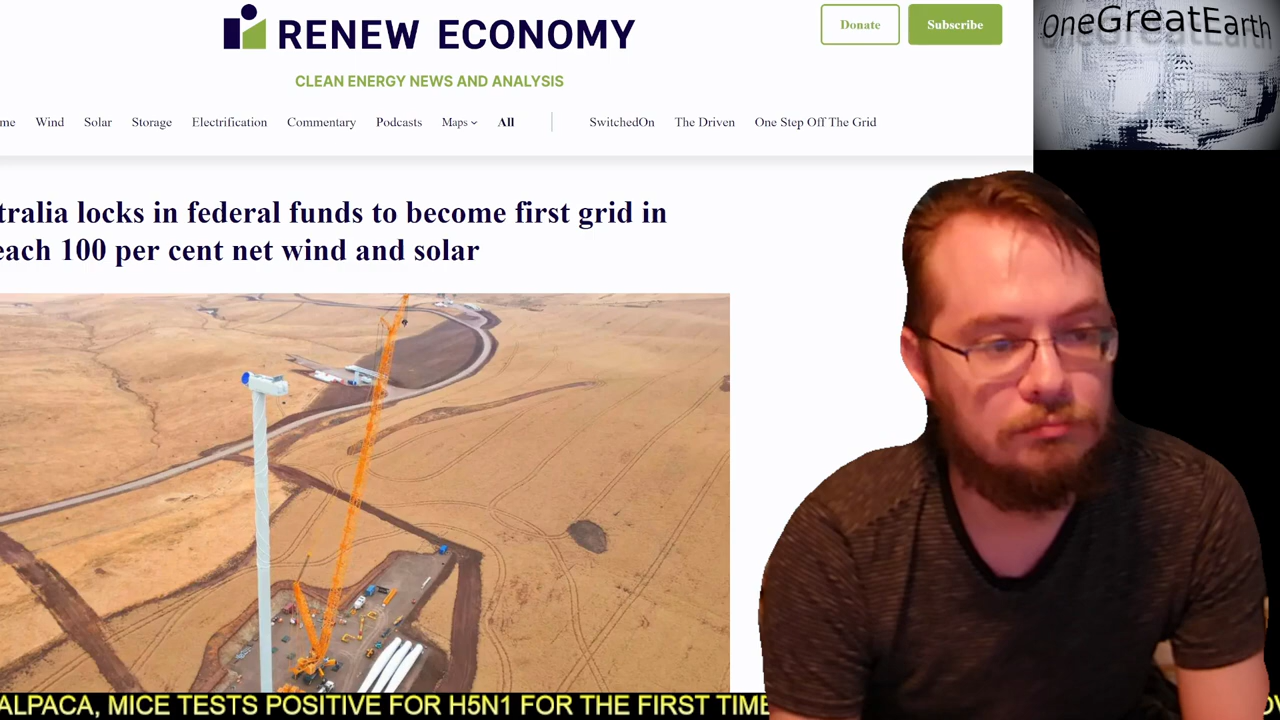 RENEW ECONOMY
Donate
Subscribe
CLEAN ENERGY NEWS AND ANALYSIS
me Wind Solar Storage Electrification Commentary Podcasts Maps All SwitchedOn The Driven One Step Off The Grid
OneGreatEarth
tralia locks in federal funds to become first grid in
each 100 per cent net wind and solar
ALPACA, MICE TESTS POSITIVE FOR H5N1 FOR THE FIRST TIME